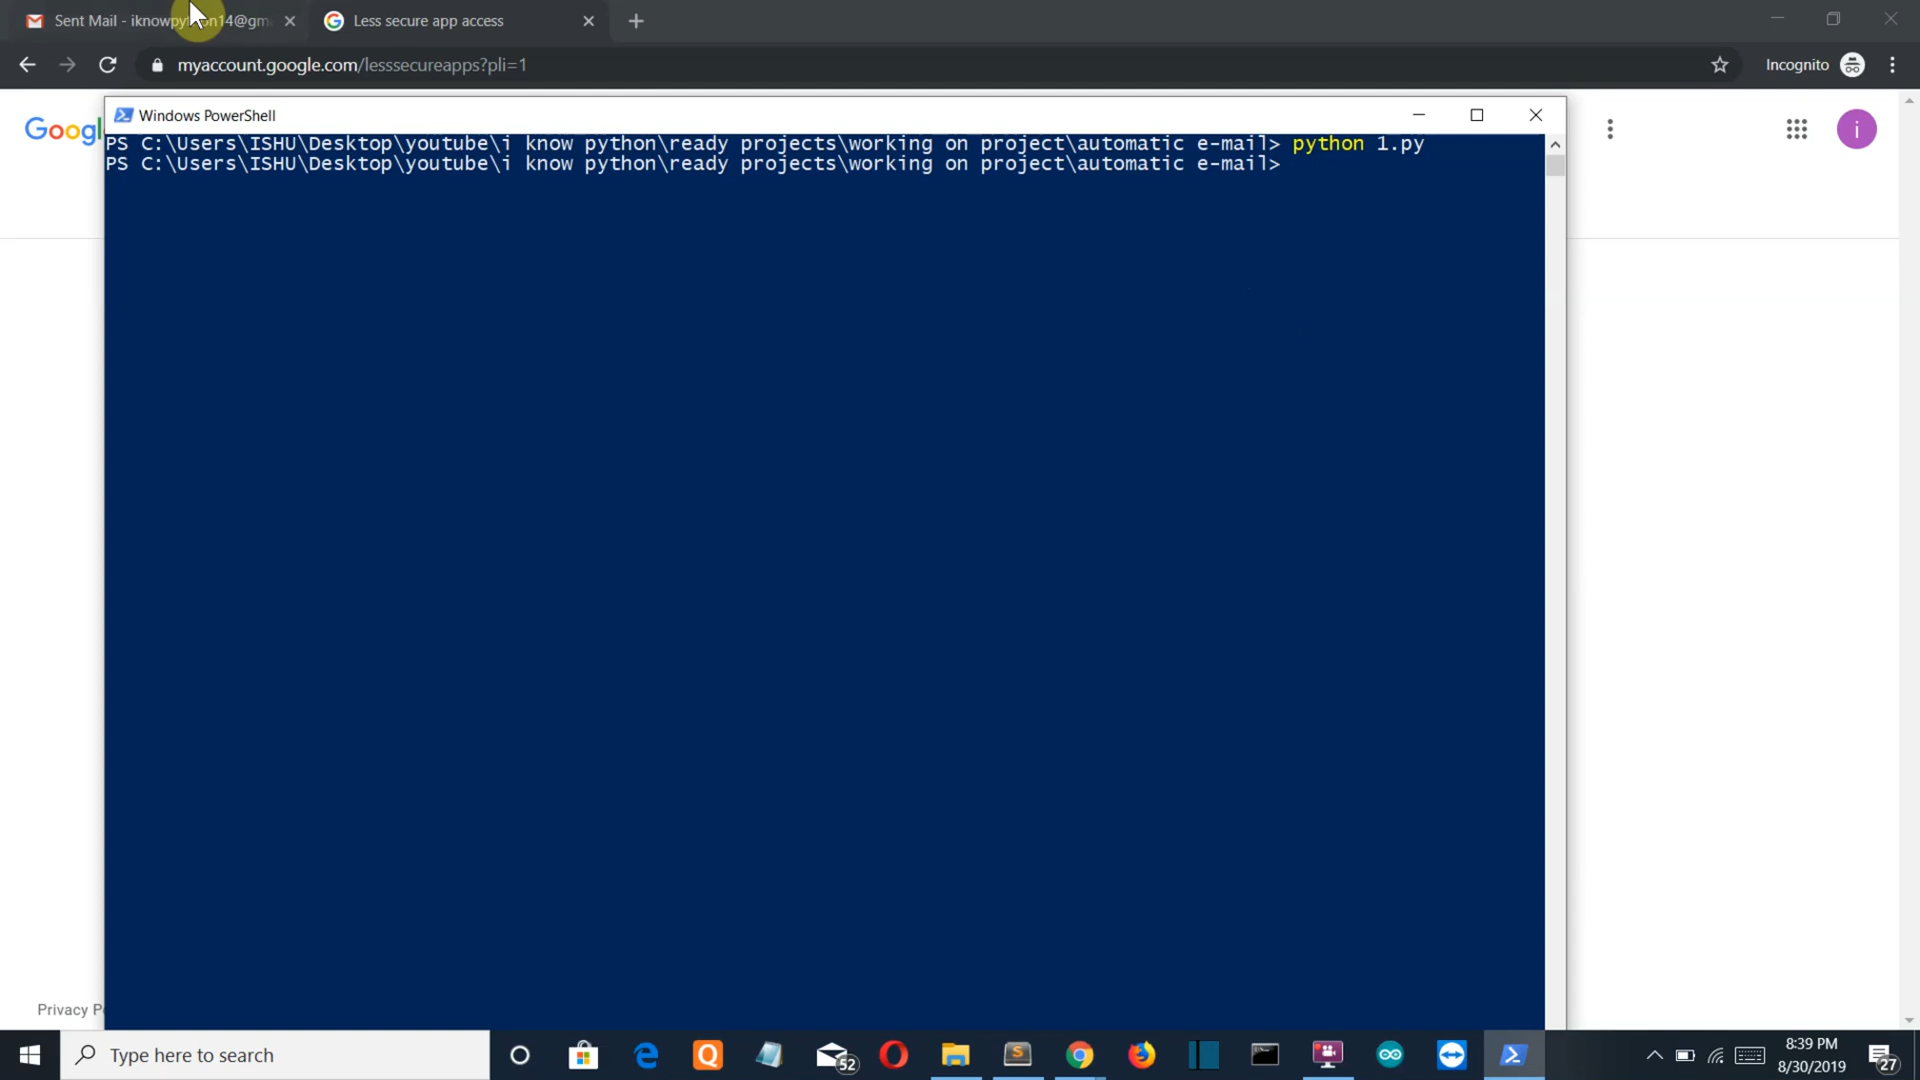 Sent Mail - iknowpython14@gm
Less secure app access
myaccount.google.com/lesssecureapps?pli=1
Incognito
Windows PowerShell
PS C:\Users\ISHU\Desktop\youtube\i know python\ready projects\working on project\automatic e-mail> python 1.py
PS C:\Users\ISHU\Desktop\youtube\i know python\ready projects\working on project\automatic e-mail>
Googl
i
Privacy P
Type here to search
52
8:39 PM
8/30/2019
27